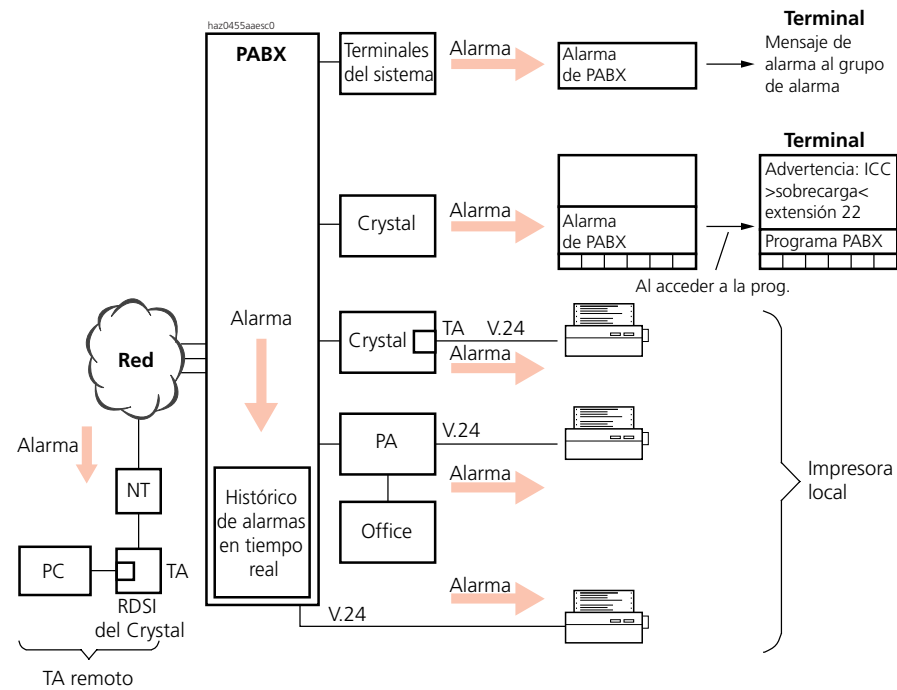 haz0455aaesc0
PABX
Terminales
del sistema
Alarma
Alarma
de PABX
Terminal
Mensaje de
alarma al grupo
de alarma
Crystal
Alarma
Alarma
de PABX
Al acceder a la prog.
Terminal
Advertencia: ICC
>sobrecarga<
extensión 22
Programa PABX
Red
Alarma
Crystal
TA V.24
Alarma
PA
V.24
Alarma
Office
Impresora
local
Histórico
de alarmas
en tiempo
real
Alarma
V.24
Alarma
NT
PC
TA
RDSI
del Crystal
TA remoto